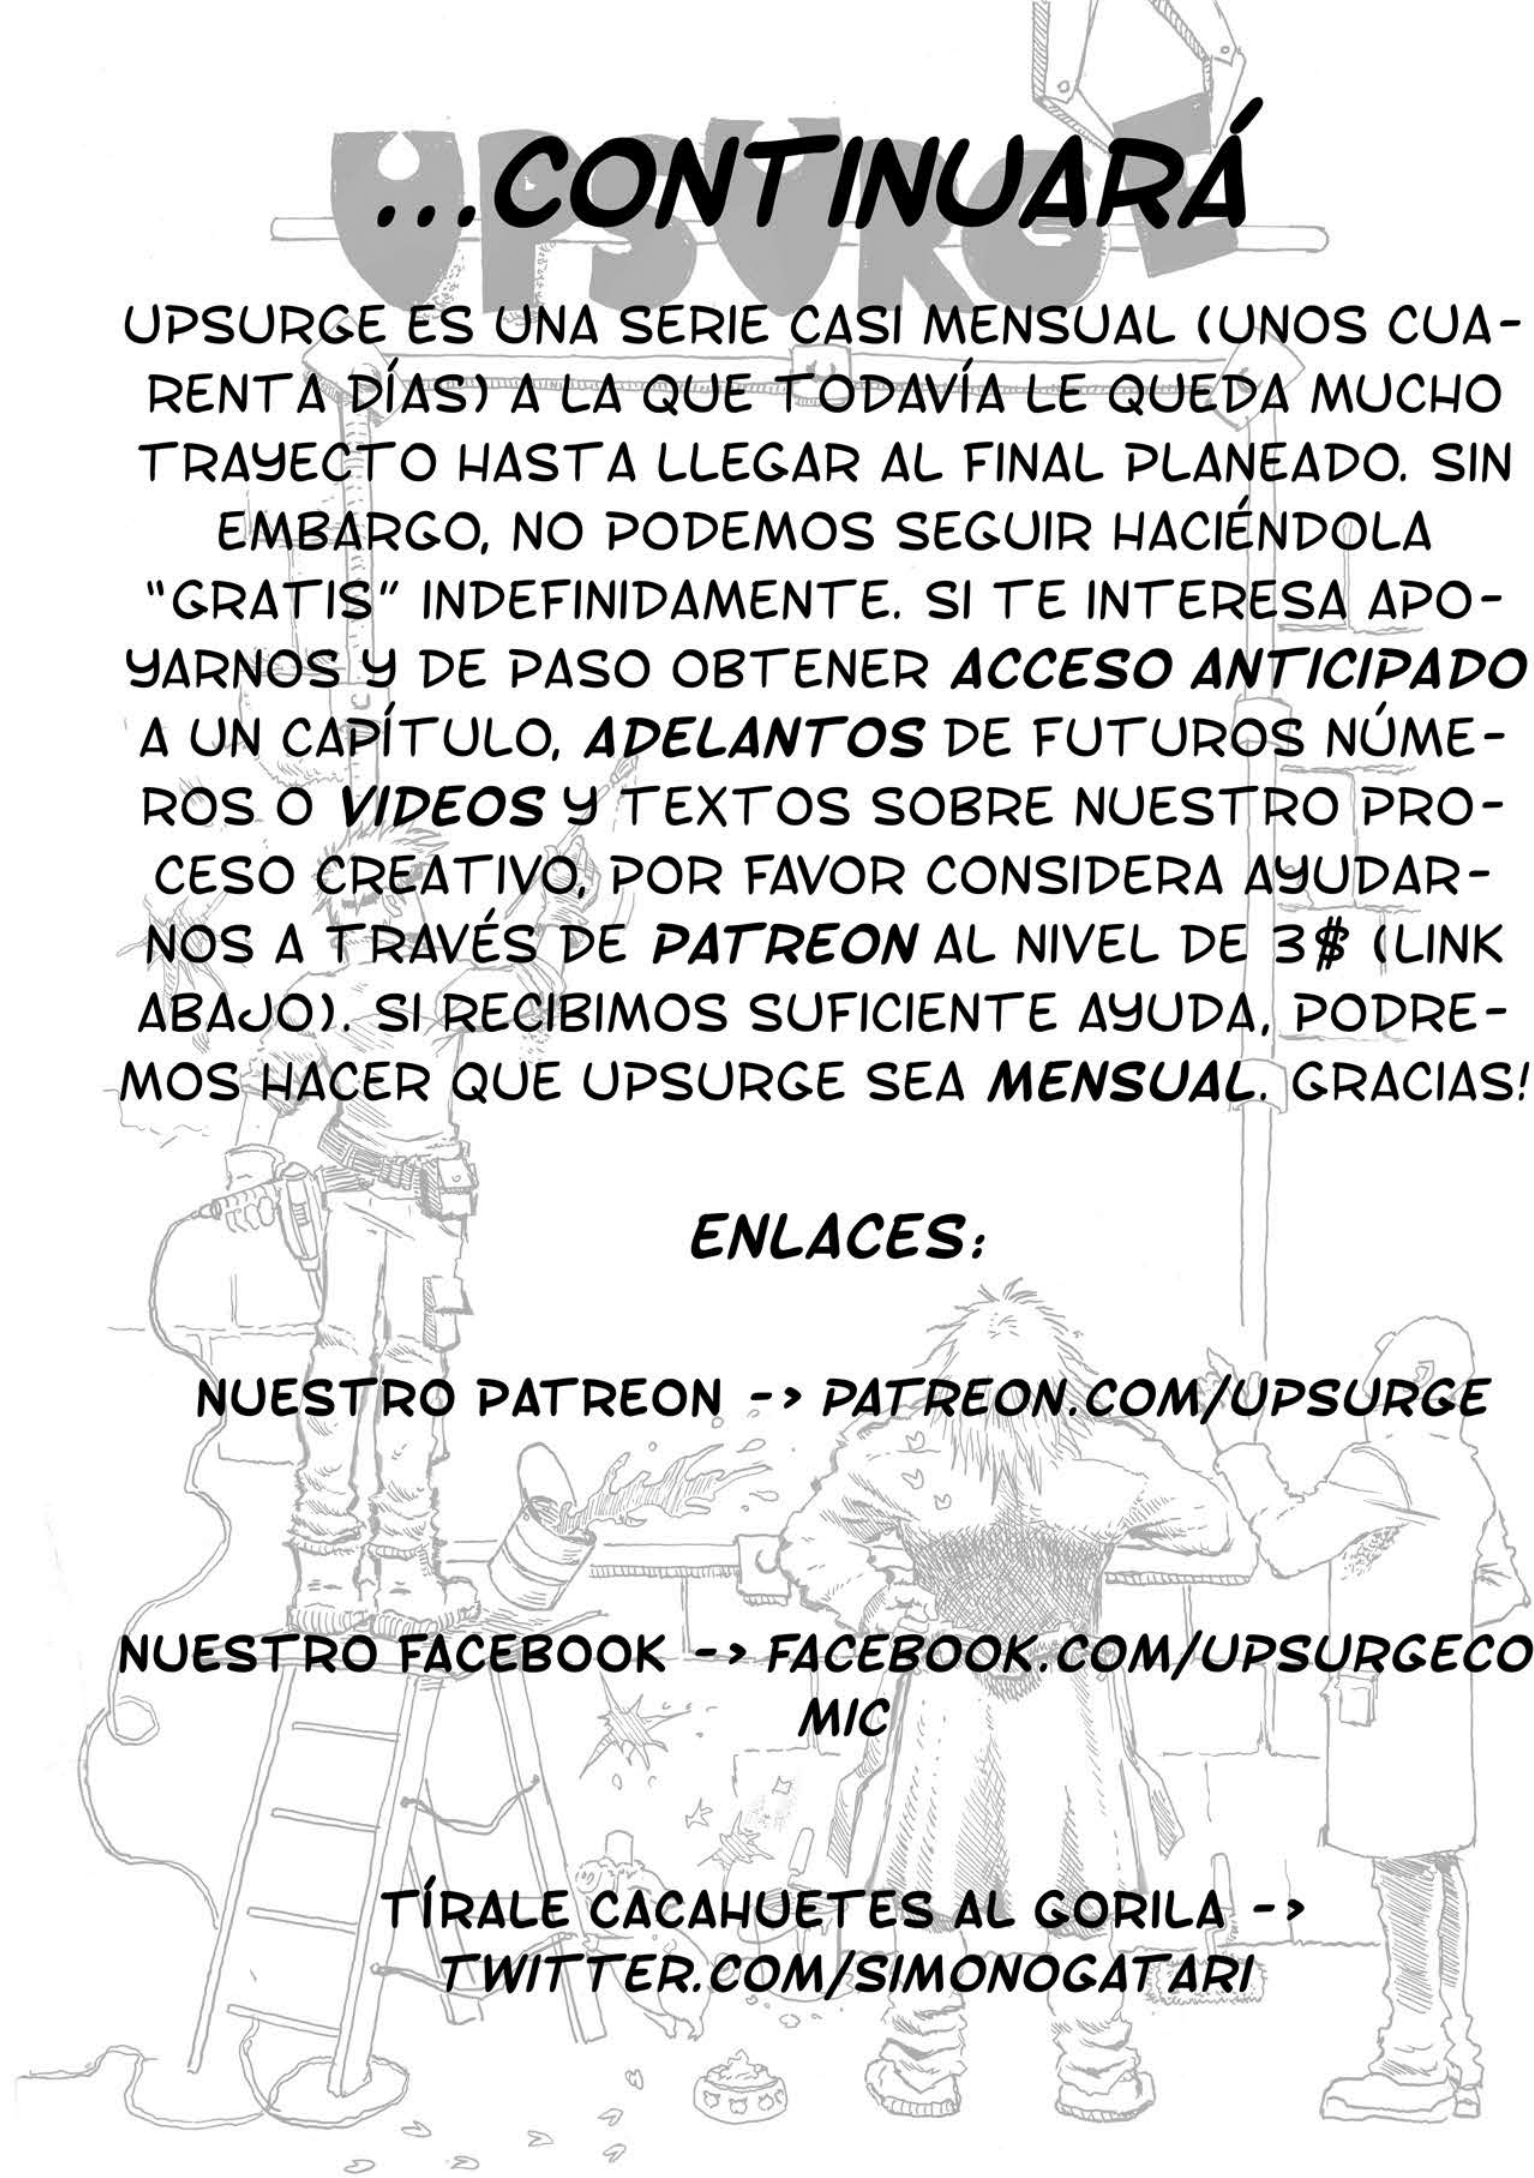 UPSURGE
...CONTINUARÁ
UPSURGE ES UNA SERIE CASI MENSUAL (UNOS CUA-
RENTA DÍAS) A LA QUE TODAVÍA LE QUEDA MUCHO
TRAYECTO HASTA LLEGAR AL FINAL PLANEADO. SIN
EMBARGO, NO PODEMOS SEGUIR HACIÉNDOLA
"GRATIS" INDEFINIDAMENTE. SI TE INTERESA APO-
YARNOS Y DE PASO OBTENER ACCESO ANTICIPADO
A UN CAPÍTULO, ADELANTOS DE FUTUROS NÚME-
ROS O VIDEOS Y TEXTOS SOBRE NUESTRO PRO-
CESO CREATIVO, POR FAVOR CONSIDERA AYUDAR-
NOS A TRAVÉS DE PATREON AL NIVEL DE 3$ (LINK
ABAJO). SI RECIBIMOS SUFICIENTE AYUDA, PODRE-
MOS HACER QUE UPSURGE SEA MENSUAL. GRACIAS!
ENLACES:
NUESTRO PATREON -> PATREON.COM/UPSURGE
NUESTRO FACEBOOK -> FACEBOOK.COM/UPSURGECO
MIC
TÍRALE CACAHUETES AL GORILA ->
TWITTER.COM/SIMONOGATARI